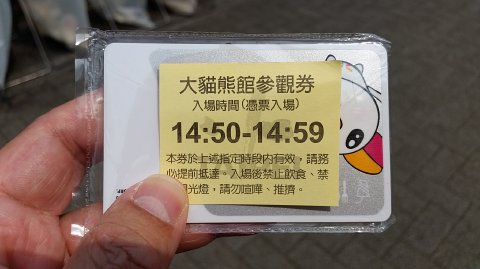 大貓熊館參觀券
入場時間(憑票入場)
14:50-14:59
本券於上述指定時段內有效，請務
必提前抵達。入場後禁止飲食、禁
光燈，請勿喧嘩、推擠。